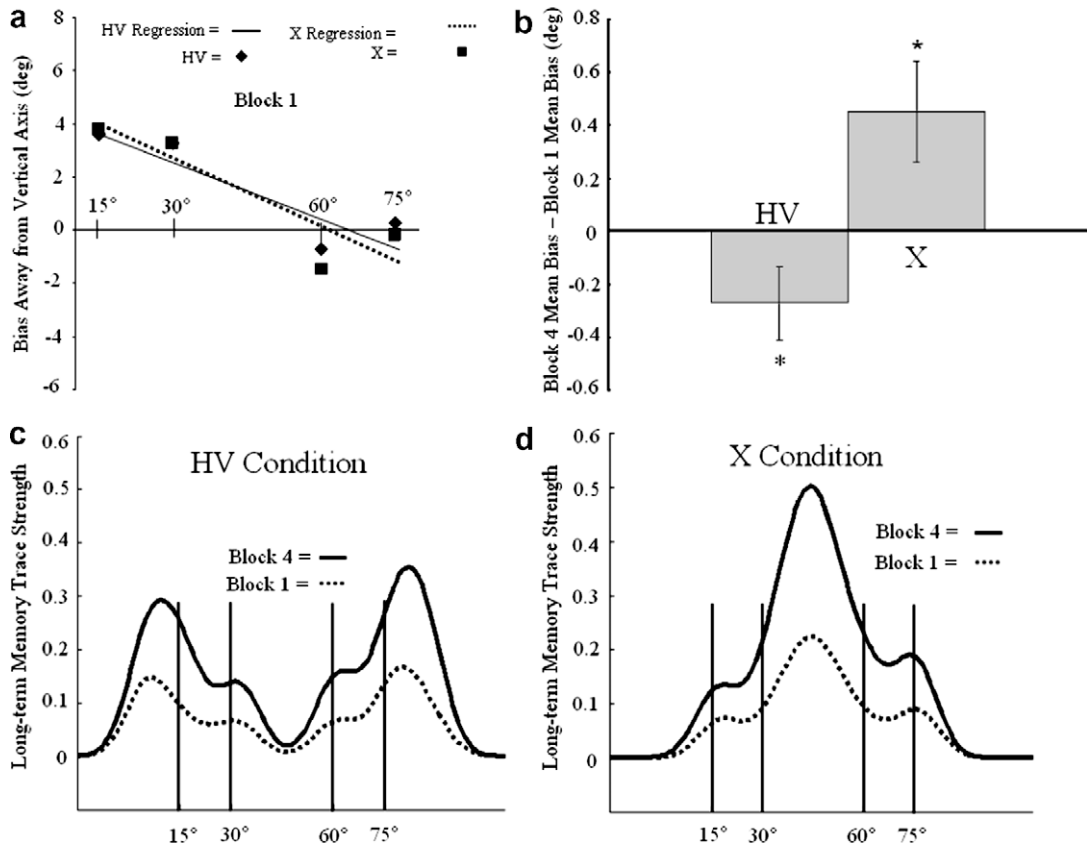 a
Bias Away from Vertical Axis (deg)
8
6
4
2
0
-2
-4
-6
HV Regression =
X Regression =
HV =
X =
Block 1
15°
30°
60°
75°
b
Block 4 Mean Bias – Block 1 Mean Bias (deg)
0.8
0.6
0.4
0.2
0
-0.2
-0.4
-0.6
*
HV
X
*
c
Long-term Memory Trace Strength
0.6
0.5
0.4
0.3
0.2
0.1
0
HV Condition
Block 4 =
Block 1 =
15°
30°
60°
75°
d
Long-term Memory Trace Strength
0.6
0.5
0.4
0.3
0.2
0.1
0
X Condition
Block 4 =
Block 1 =
15°
30°
60°
75°